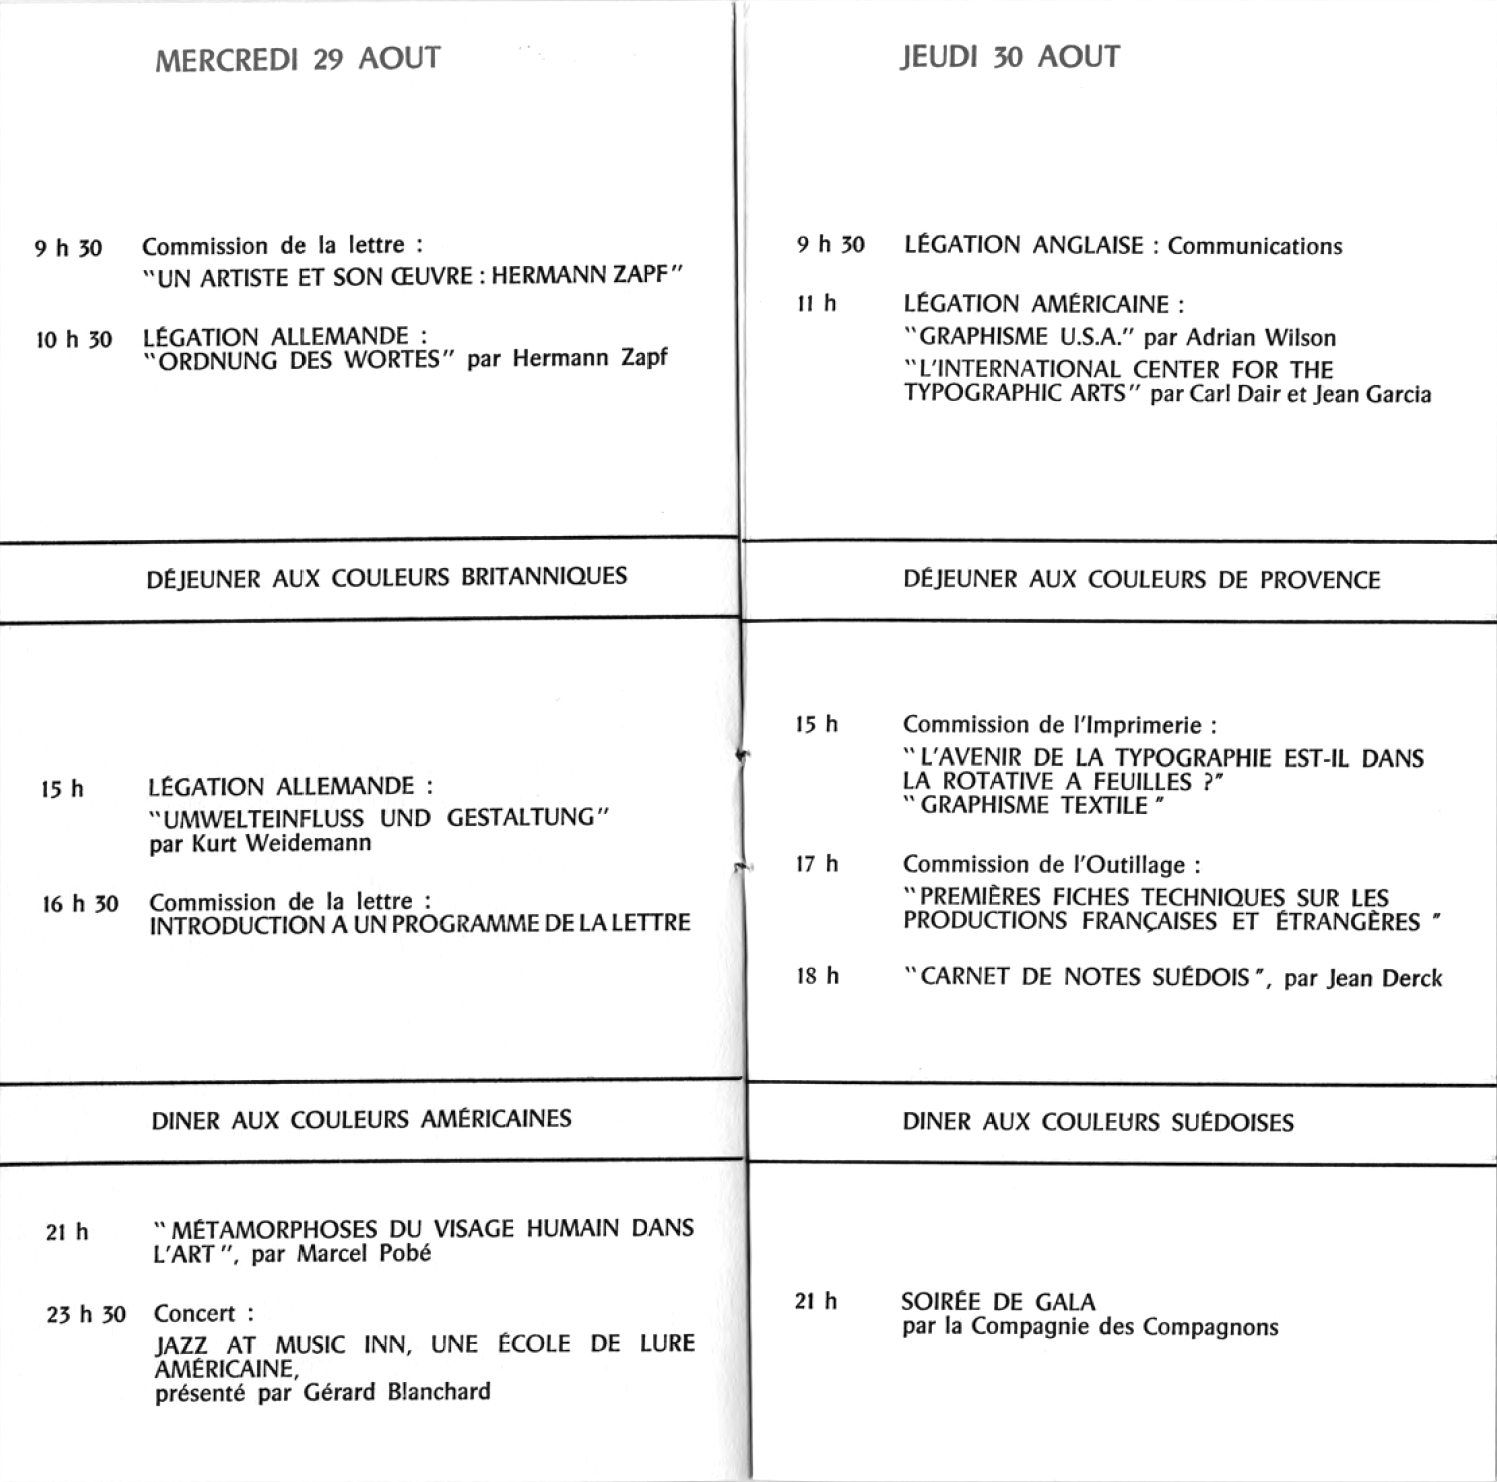 MERCREDI 29 AOUT
9 h 30 Commission de la lettre :
"UN ARTISTE ET SON ŒUVRE : HERMANN ZAPF"
10 h 30 LÉGATION ALLEMANDE :
"ORDNUNG DES WORTES" par Hermann Zapf
DÉJEUNER AUX COULEURS BRITANNIQUES
15 h LÉGATION ALLEMANDE :
"UMWELTEINFLUSS UND GESTALTUNG"
par Kurt Weidemann
16 h 30 Commission de la lettre :
INTRODUCTION A UN PROGRAMME DE LA LETTRE
DINER AUX COULEURS AMÉRICAINES
21 h "MÉTAMORPHOSES DU VISAGE HUMAIN DANS
L'ART", par Marcel Pobé
23 h 30 Concert :
JAZZ AT MUSIC INN, UNE ÉCOLE DE LURE
AMÉRICAINE,
présenté par Gérard Blanchard
JEUDI 30 AOUT
9 h 30 LÉGATION ANGLAISE : Communications
11 h LÉGATION AMÉRICAINE :
"GRAPHISME U.S.A." par Adrian Wilson
"L'INTERNATIONAL CENTER FOR THE
TYPOGRAPHIC ARTS" par Carl Dair et Jean Garcia
DÉJEUNER AUX COULEURS DE PROVENCE
15 h Commission de l'Imprimerie :
"L'AVENIR DE LA TYPOGRAPHIE EST-IL DANS
LA ROTATIVE A FEUILLES ?"
"GRAPHISME TEXTILE"
17 h Commission de l'Outillage :
"PREMIÈRES FICHES TECHNIQUES SUR LES
PRODUCTIONS FRANÇAISES ET ÉTRANGÈRES"
18 h "CARNET DE NOTES SUÉDOIS", par Jean Derck
DINER AUX COULEURS SUÉDOISES
21 h SOIRÉE DE GALA
par la Compagnie des Compagnons